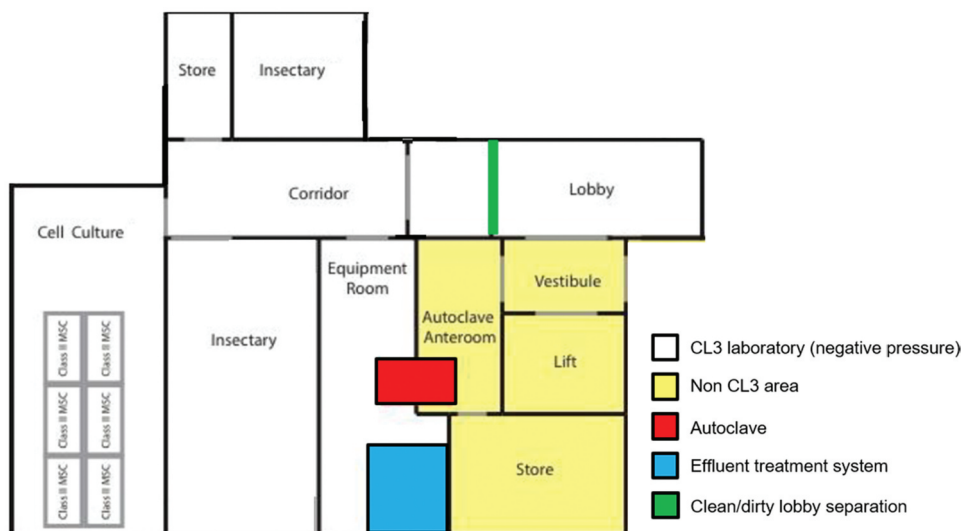 Store
Insectary
Corridor
Lobby
Cell Culture
Equipment
Room
Vestibule
Autoclave
Anteroom
Insectary
Lift
Class II MSC
Class II MSC
Class II MSC
Class II MSC
Class II MSC
Class II MSC
Store
CL3 laboratory (negative pressure)
Non CL3 area
Autoclave
Effluent treatment system
Clean/dirty lobby separation